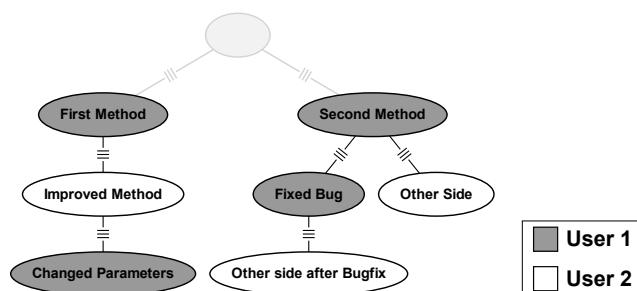 First Method
Second Method
Improved Method
Fixed Bug
Other Side
Changed Parameters
Other side after Bugfix
User 1
User 2